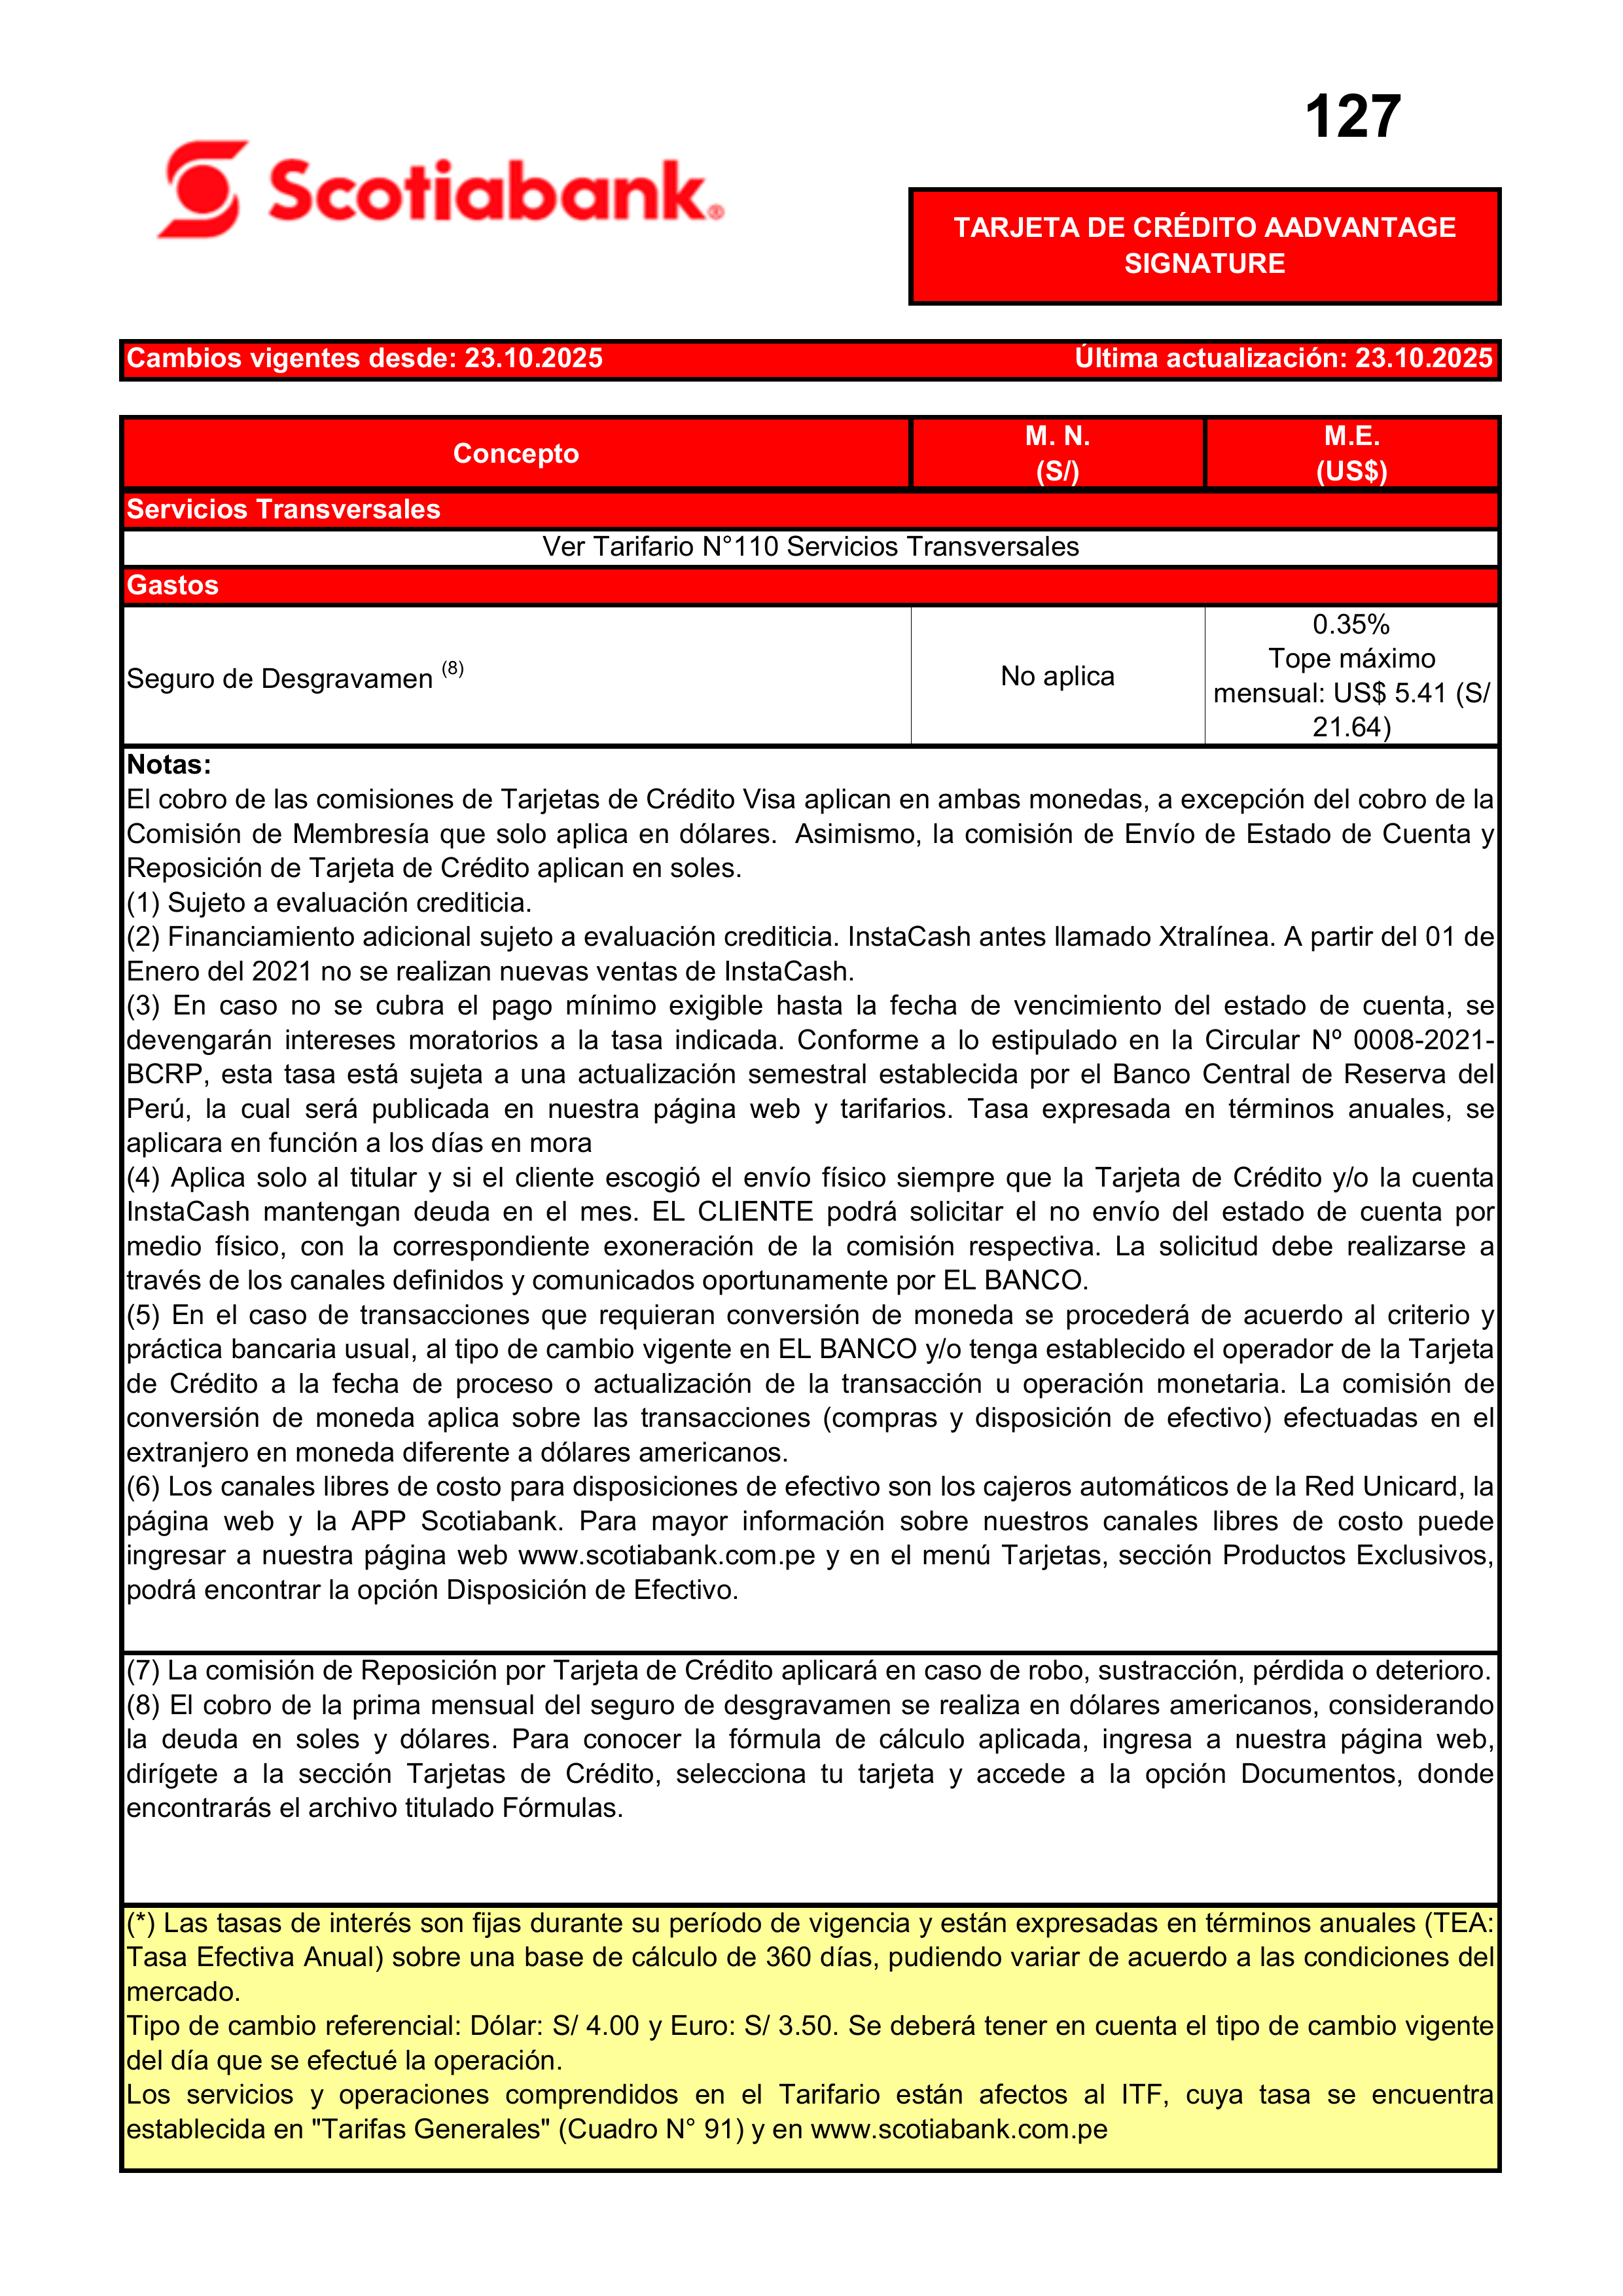 127
Scotiabank®
TARJETA DE CRÉDITO AADVANTAGE
SIGNATURE
Cambios vigentes desde: 23.10.2025 Última actualización: 23.10.2025
Concepto
M. N.
(S/)
M.E.
(US$)
Servicios Transversales
Ver Tarifario N°110 Servicios Transversales
Gastos
Seguro de Desgravamen (8)
No aplica
0.35%
Tope máximo
mensual: US$ 5.41 (S/
21.64)
Notas:
El cobro de las comisiones de Tarjetas de Crédito Visa aplican en ambas monedas, a excepción del cobro de la
Comisión de Membresía que solo aplica en dólares. Asimismo, la comisión de Envío de Estado de Cuenta y
Reposición de Tarjeta de Crédito aplican en soles.
(1) Sujeto a evaluación crediticia.
(2) Financiamiento adicional sujeto a evaluación crediticia. InstaCash antes llamado Xtralínea. A partir del 01 de
Enero del 2021 no se realizan nuevas ventas de InstaCash.
(3) En caso no se cubra el pago mínimo exigible hasta la fecha de vencimiento del estado de cuenta, se
devengarán intereses moratorios a la tasa indicada. Conforme a lo estipulado en la Circular Nº 0008-2021-
BCRP, esta tasa está sujeta a una actualización semestral establecida por el Banco Central de Reserva del
Perú, la cual será publicada en nuestra página web y tarifarios. Tasa expresada en términos anuales, se
aplicara en función a los días en mora
(4) Aplica solo al titular y si el cliente escogió el envío físico siempre que la Tarjeta de Crédito y/o la cuenta
InstaCash mantengan deuda en el mes. EL CLIENTE podrá solicitar el no envío del estado de cuenta por
medio físico, con la correspondiente exoneración de la comisión respectiva. La solicitud debe realizarse a
través de los canales definidos y comunicados oportunamente por EL BANCO.
(5) En el caso de transacciones que requieran conversión de moneda se procederá de acuerdo al criterio y
práctica bancaria usual, al tipo de cambio vigente en EL BANCO y/o tenga establecido el operador de la Tarjeta
de Crédito a la fecha de proceso o actualización de la transacción u operación monetaria. La comisión de
conversión de moneda aplica sobre las transacciones (compras y disposición de efectivo) efectuadas en el
extranjero en moneda diferente a dólares americanos.
(6) Los canales libres de costo para disposiciones de efectivo son los cajeros automáticos de la Red Unicard, la
página web y la APP Scotiabank. Para mayor información sobre nuestros canales libres de costo puede
ingresar a nuestra página web www.scotiabank.com.pe y en el menú Tarjetas, sección Productos Exclusivos,
podrá encontrar la opción Disposición de Efectivo.
(7) La comisión de Reposición por Tarjeta de Crédito aplicará en caso de robo, sustracción, pérdida o deterioro.
(8) El cobro de la prima mensual del seguro de desgravamen se realiza en dólares americanos, considerando
la deuda en soles y dólares. Para conocer la fórmula de cálculo aplicada, ingresa a nuestra página web,
dirígete a la sección Tarjetas de Crédito, selecciona tu tarjeta y accede a la opción Documentos, donde
encontrarás el archivo titulado Fórmulas.
(*) Las tasas de interés son fijas durante su período de vigencia y están expresadas en términos anuales (TEA:
Tasa Efectiva Anual) sobre una base de cálculo de 360 días, pudiendo variar de acuerdo a las condiciones del
mercado.
Tipo de cambio referencial: Dólar: S/ 4.00 y Euro: S/ 3.50. Se deberá tener en cuenta el tipo de cambio vigente
del día que se efectué la operación.
Los servicios y operaciones comprendidos en el Tarifario están afectos al ITF, cuya tasa se encuentra
establecida en "Tarifas Generales" (Cuadro N° 91) y en www.scotiabank.com.pe